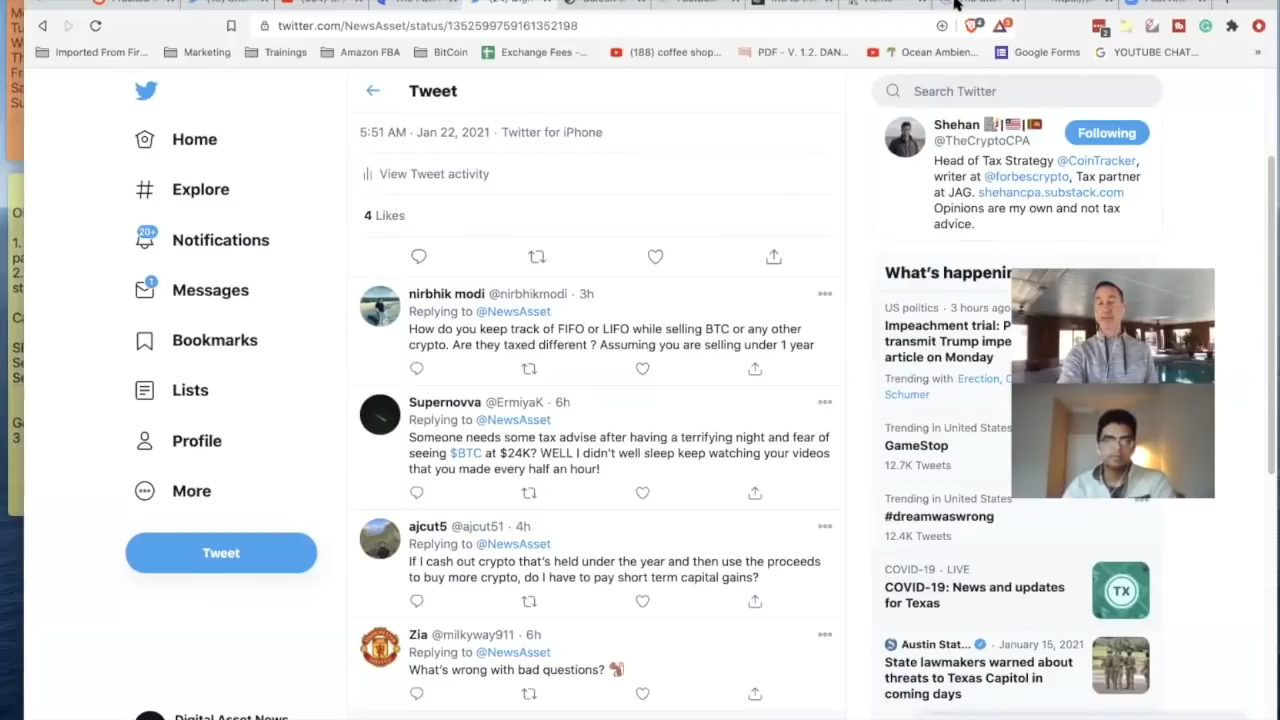 twitter.com/NewsAsset/status/1352599759161352198
Imported From Fir... Marketing Trainings Amazon FBA BitCoin Exchange Fees -... (188) coffee shop... PDF - V. 1.2. DAN... Ocean Ambien... Google Forms YOUTUBE CHAT... »
Home
Explore
20+
Notifications
1
Messages
Bookmarks
Lists
Profile
More
Tweet
Tweet
5:51 AM · Jan 22, 2021 · Twitter for iPhone
View Tweet activity
4 Likes
nirbhik modi @nirbhikmodi · 3h
Replying to @NewsAsset
How do you keep track of FIFO or LIFO while selling BTC or any other
crypto. Are they taxed different ? Assuming you are selling under 1 year
Supernovva @ErmiyaK · 6h
Replying to @NewsAsset
Someone needs some tax advise after having a terrifying night and fear of
seeing $BTC at $24K? WELL I didn't well sleep keep watching your videos
that you made every half an hour!
ajcut5 @ajcut51 · 4h
Replying to @NewsAsset
If I cash out crypto that's held under the year and then use the proceeds
to buy more crypto, do I have to pay short term capital gains?
Zia @milkyway911 · 6h
Replying to @NewsAsset
What's wrong with bad questions?
Digital Asset News
Search Twitter
Shehan
@TheCryptoCPA
Following
Head of Tax Strategy @CoinTracker,
writer at @forbescrypto, Tax partner
at JAG. shehancpa.substack.com
Opinions are my own and not tax
advice.
What's happenin
US politics · 3 hours ago
Impeachment trial: P
transmit Trump impe
article on Monday
Trending with Erection, C
Schumer
Trending in United States
GameStop
12.7K Tweets
Trending in United States
#dreamwaswrong
12.4K Tweets
COVID-19 · LIVE
COVID-19: News and updates
for Texas
TX
Austin Stat... · January 15, 2021
State lawmakers warned about
threats to Texas Capitol in
coming days